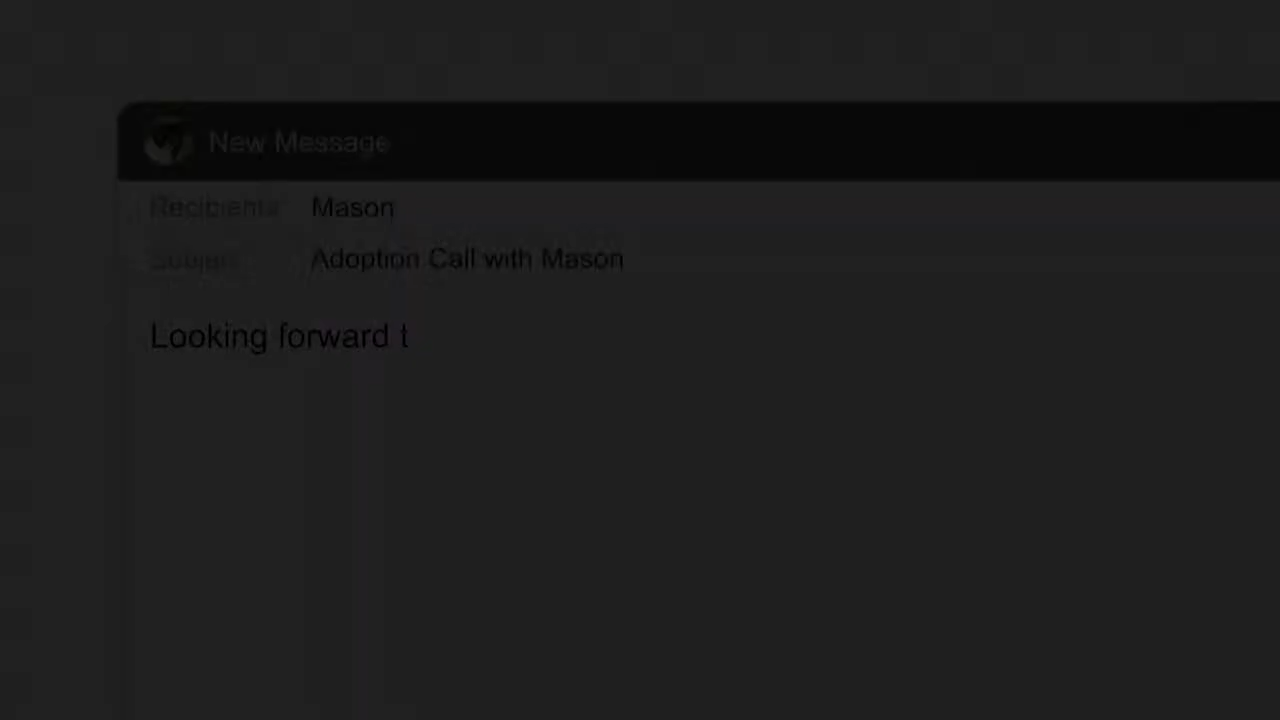 New Message
Recipients Mason
Subject Adoption Call with Mason
Looking forward t